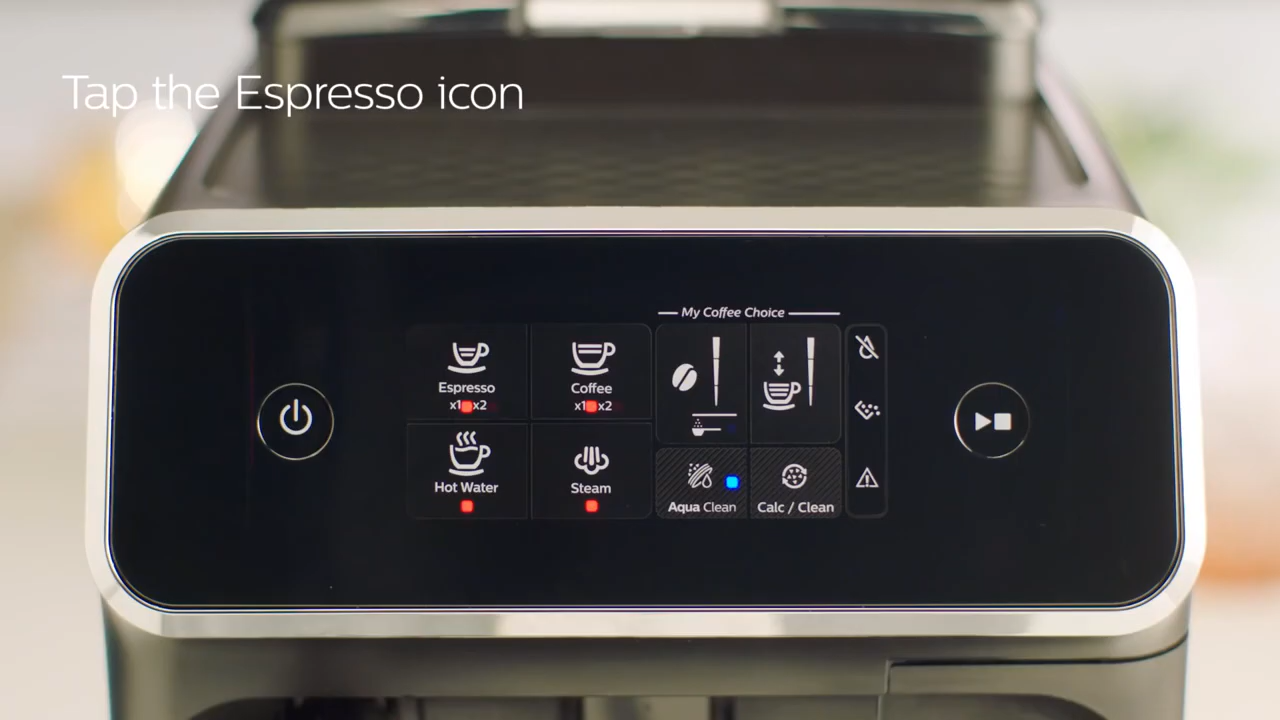 Tap the Espresso icon
My Coffee Choice
Espresso
x1 x2
Coffee
x1 x2
Hot Water
Steam
Aqua Clean
Calc / Clean